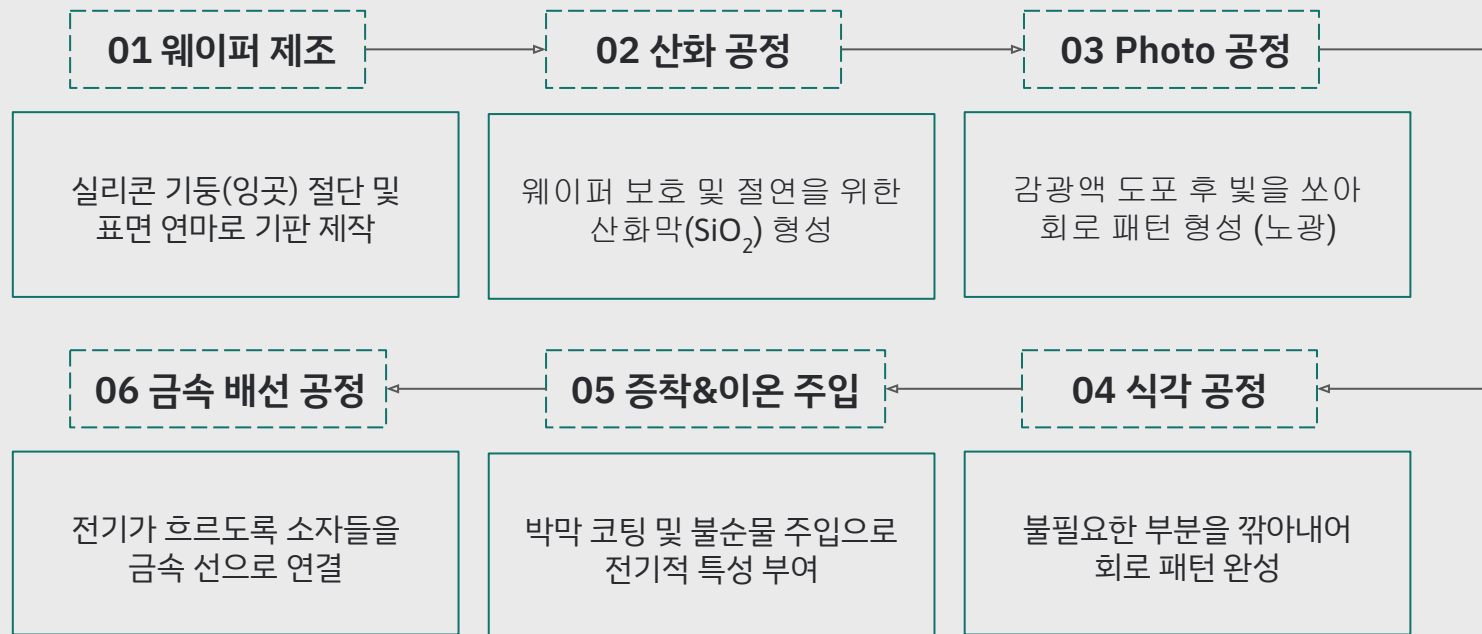 01 웨이퍼 제조
실리콘 기둥(잉곳) 절단 및
표면 연마로 기판 제작
02 산화 공정
웨이퍼 보호 및 절연을 위한
산화막(SiO₂) 형성
03 Photo 공정
감광액 도포 후 빛을 쏘아
회로 패턴 형성 (노광)
04 식각 공정
불필요한 부분을 깎아내어
회로 패턴 완성
05 증착&이온 주입
박막 코팅 및 불순물 주입으로
전기적 특성 부여
06 금속 배선 공정
전기가 흐르도록 소자들을
금속 선으로 연결